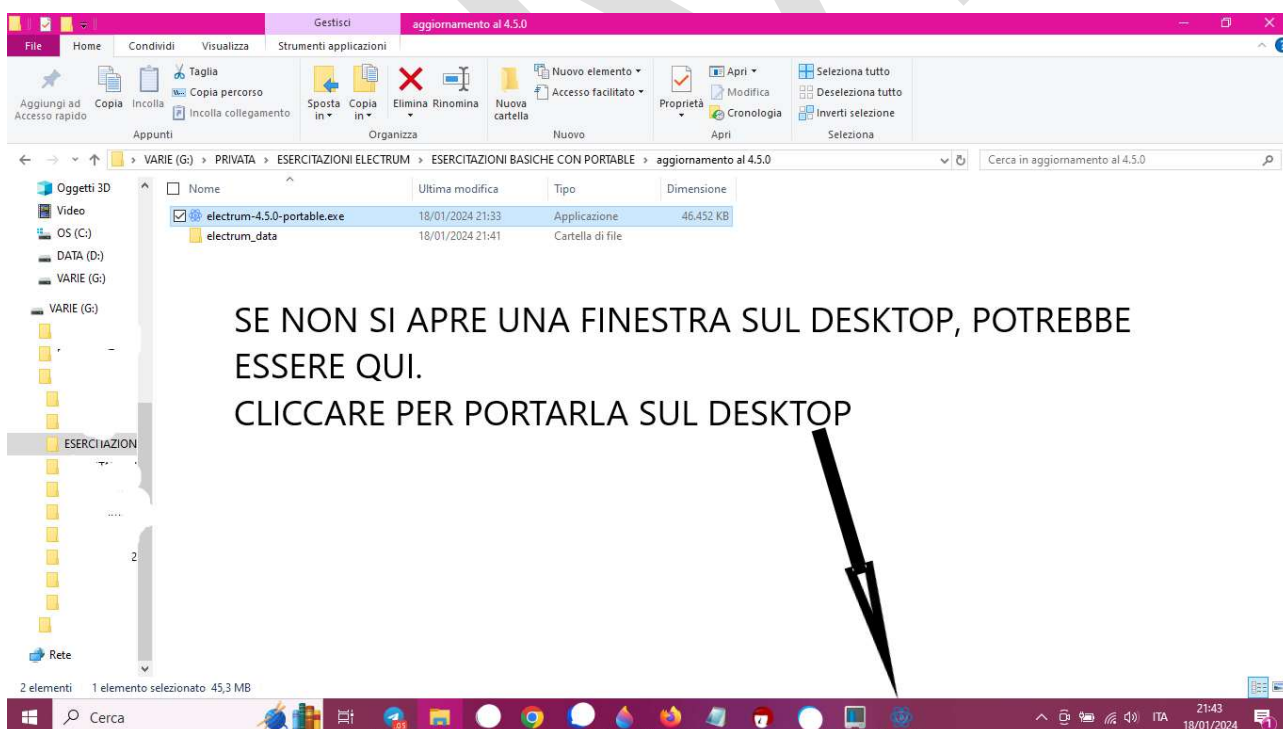 Gestisci
aggiornamento al 4.5.0
File
Home
Condividi
Visualizza
Strumenti applicazioni
Aggiungi ad
Accesso rapido
Copia
Incolla
Taglia
Copia percorso
Incolla collegamento
Appunti
Sposta
in
Copia
in
Elimina
Rinomina
Organizza
Nuova
cartella
Nuovo elemento
Accesso facilitato
Nuovo
Proprietà
Apri
Modifica
Cronologia
Apri
Seleziona tutto
Deseleziona tutto
Inverti selezione
Seleziona
VARIE (G:) › PRIVATA › ESERCITAZIONI ELECTRUM › ESERCITAZIONI BASICHE CON PORTABLE › aggiornamento al 4.5.0
Cerca in aggiornamento al 4.5.0
Oggetti 3D
Video
OS (C:)
DATA (D:)
VARIE (G:)
VARIE (G:)
ESERCITAZION
2
Rete
Nome
Ultima modifica
Tipo
Dimensione
electrum-4.5.0-portable.exe
18/01/2024 21:33
Applicazione
46.452 KB
electrum_data
18/01/2024 21:41
Cartella di file
SE NON SI APRE UNA FINESTRA SUL DESKTOP, POTREBBE
ESSERE QUI.
CLICCARE PER PORTARLA SUL DESKTOP
2 elementi
1 elemento selezionato 45,3 MB
Cerca
ITA
21:43
18/01/2024